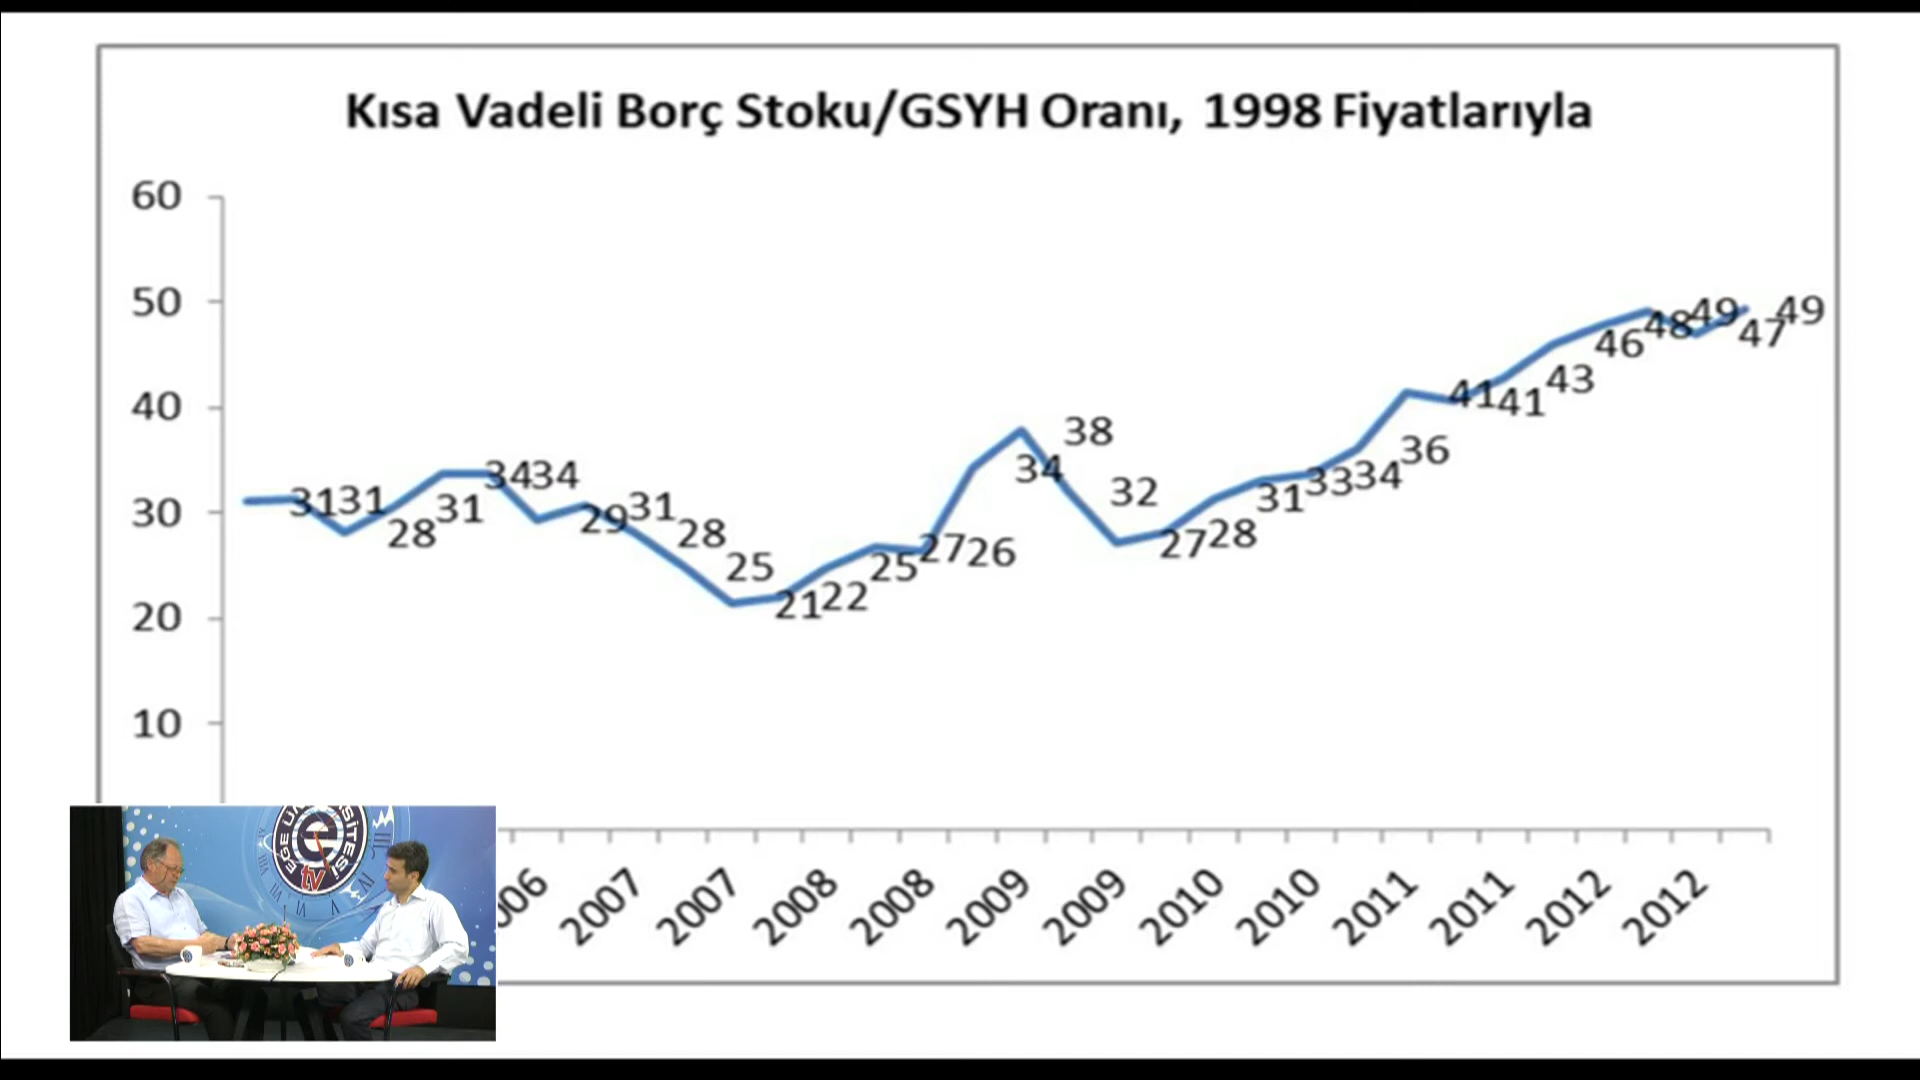 Kısa Vadeli Borç Stoku/GSYH Oranı, 1998 Fiyatlarıyla
60
50
40
30
20
10
31 31 28 31 34 34 29 31 28 25 21 22 25 27 26 34 38 32 27 28 31 33 34 36 41 41 43 46 48 49 47 49
2007 2007 2008 2008 2009 2009 2010 2010 2011 2011 2012 2012
EGE
tv